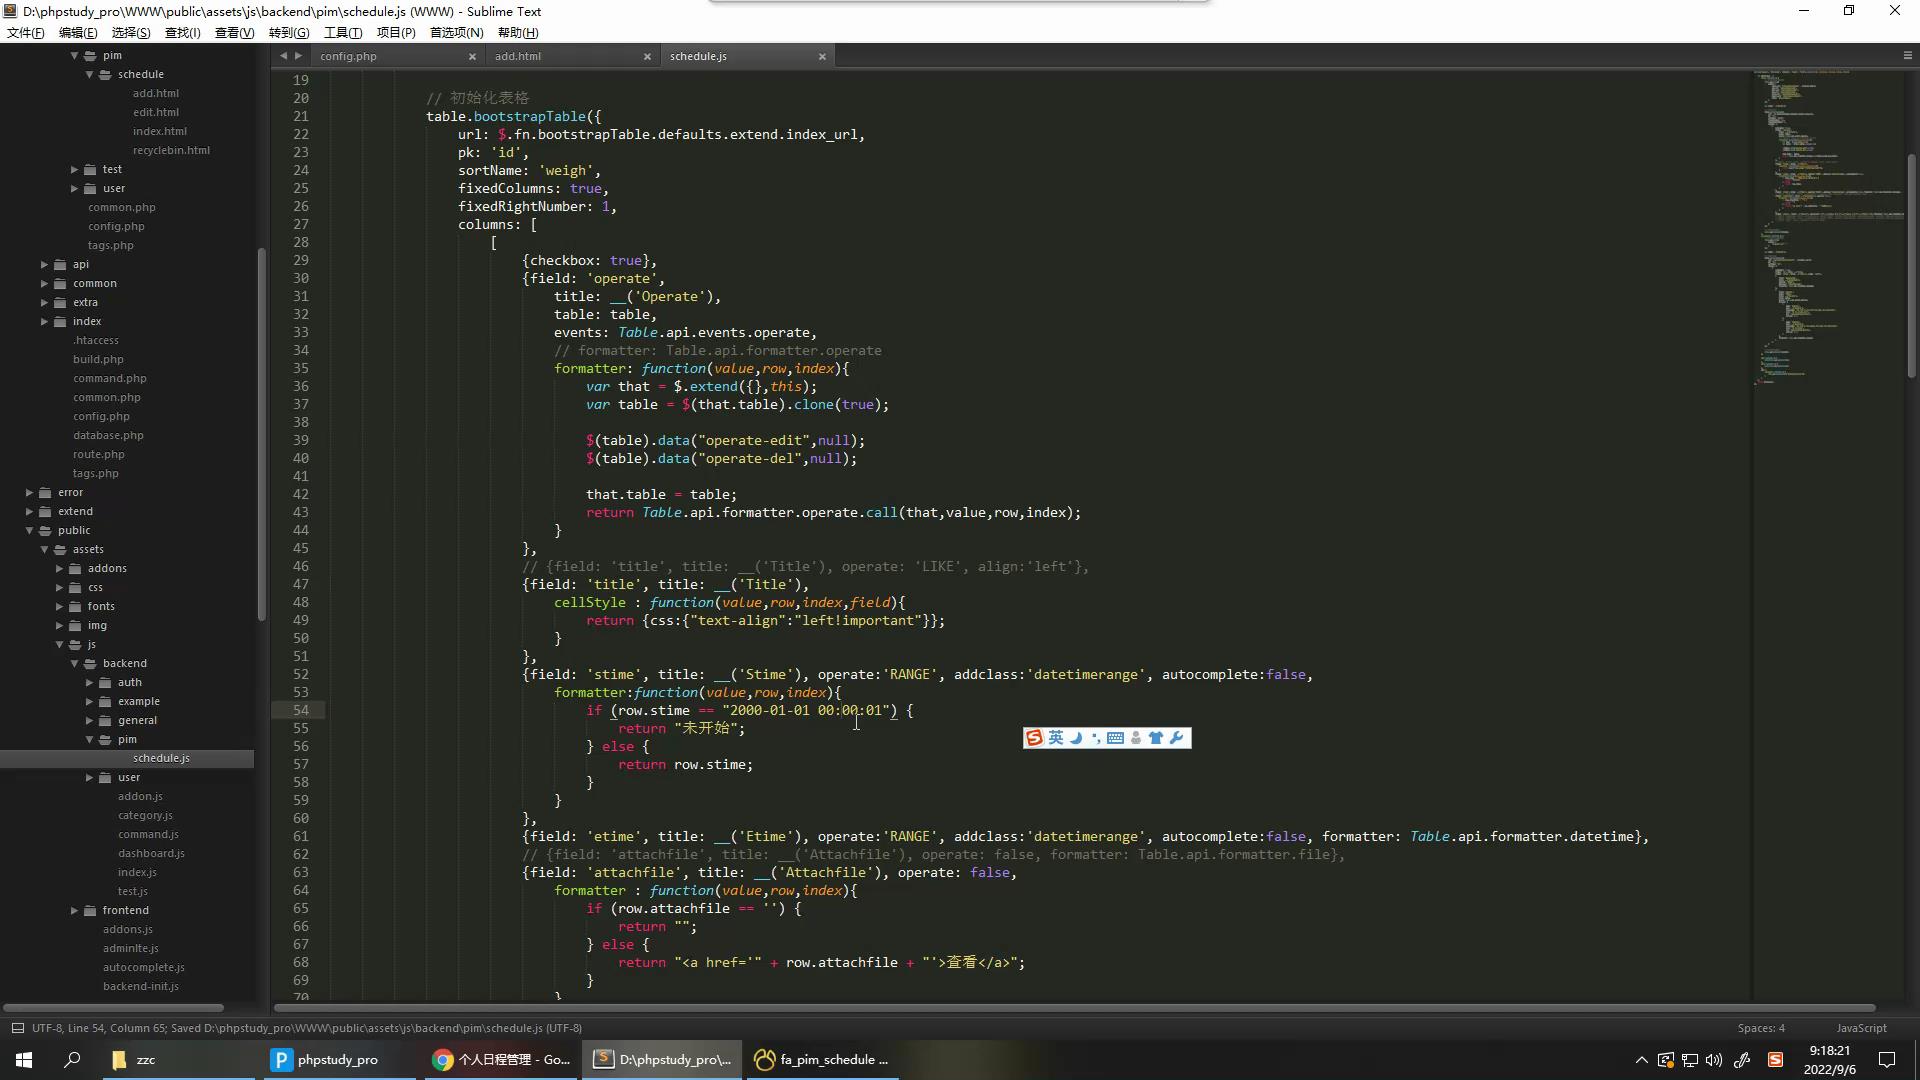 D:\phpstudy_pro\WWW\public\assets\js\backend\pim\schedule.js (WWW) - Sublime Text
文件(F) 编辑(E) 选择(S) 查找(I) 查看(V) 转到(G) 工具(T) 项目(P) 首选项(N) 帮助(H)
pim
schedule
add.html
edit.html
index.html
recyclebin.html
test
user
common.php
config.php
tags.php
api
common
extra
index
.htaccess
build.php
command.php
common.php
config.php
database.php
route.php
tags.php
error
extend
public
assets
addons
css
fonts
img
js
backend
auth
example
general
pim
schedule.js
user
addon.js
category.js
command.js
dashboard.js
index.js
test.js
frontend
addons.js
adminlte.js
autocomplete.js
backend-init.js
config.php
add.html
schedule.js
19
20 // 初始化表格
21 table.bootstrapTable({
22 url: $.fn.bootstrapTable.defaults.extend.index_url,
23 pk: 'id',
24 sortName: 'weigh',
25 fixedColumns: true,
26 fixedRightNumber: 1,
27 columns: [
28 [
29 {checkbox: true},
30 {field: 'operate',
31 title: __('Operate'),
32 table: table,
33 events: Table.api.events.operate,
34 // formatter: Table.api.formatter.operate
35 formatter: function(value,row,index){
36 var that = $.extend({},this);
37 var table = $(that.table).clone(true);
38
39 $(table).data("operate-edit",null);
40 $(table).data("operate-del",null);
41
42 that.table = table;
43 return Table.api.formatter.operate.call(that,value,row,index);
44 }
45 },
46 // {field: 'title', title: __('Title'), operate: 'LIKE', align:'left'},
47 {field: 'title', title: __('Title'),
48 cellStyle : function(value,row,index,field){
49 return {css:{"text-align":"left!important"}};
50 }
51 },
52 {field: 'stime', title: __('Stime'), operate:'RANGE', addclass:'datetimerange', autocomplete:false,
53 formatter:function(value,row,index){
54 if (row.stime == "2000-01-01 00:00:01") {
55 return "未开始";
56 } else {
57 return row.stime;
58 }
59 }
60 },
61 {field: 'etime', title: __('Etime'), operate:'RANGE', addclass:'datetimerange', autocomplete:false, formatter: Table.api.formatter.datetime},
62 // {field: 'attachfile', title: __('Attachfile'), operate: false, formatter: Table.api.formatter.file},
63 {field: 'attachfile', title: __('Attachfile'), operate: false,
64 formatter : function(value,row,index){
65 if (row.attachfile == '') {
66 return "";
67 } else {
68 return "<a href='" + row.attachfile + "'>查看</a>";
69 }
70 }
英
UTF-8, Line 54, Column 65; Saved D:\phpstudy_pro\WWW\public\assets\js\backend\pim\schedule.js (UTF-8)
Spaces: 4
JavaScript
zzc
phpstudy_pro
个人日程管理 - Go...
D:\phpstudy_pro\...
fa_pim_schedule ...
9:18:21
2022/9/6